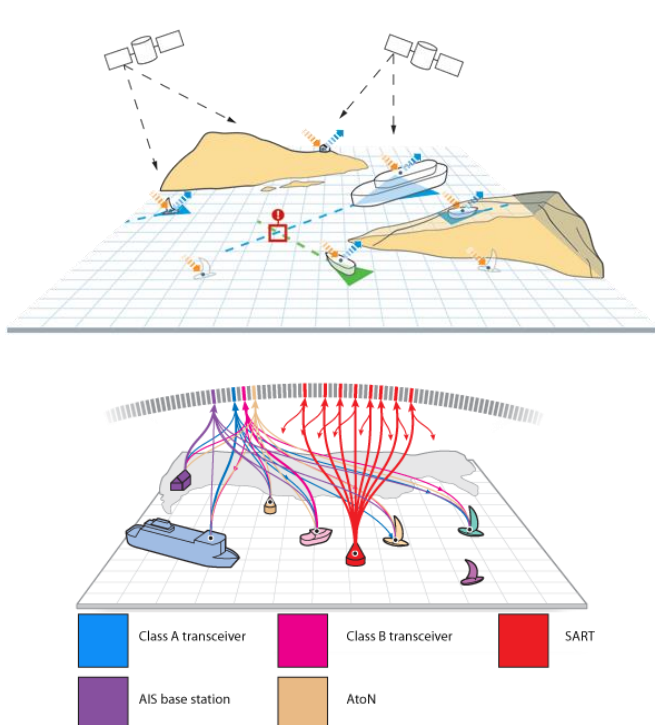 !
Class A transceiver
Class B transceiver
SART
AIS base station
AtoN